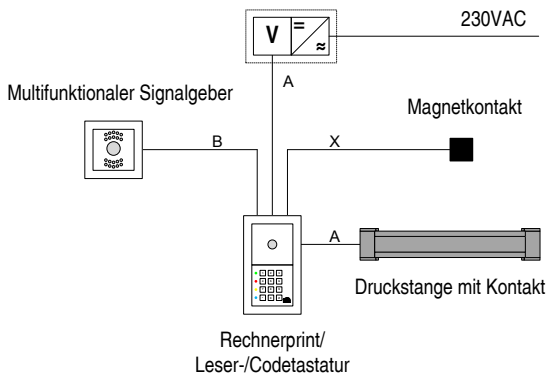 230VAC
V
=
≈
A
Multifunktionaler Signalgeber
Magnetkontakt
B
X
A
Druckstange mit Kontakt
Rechnerprint/
Leser-/Codetastatur